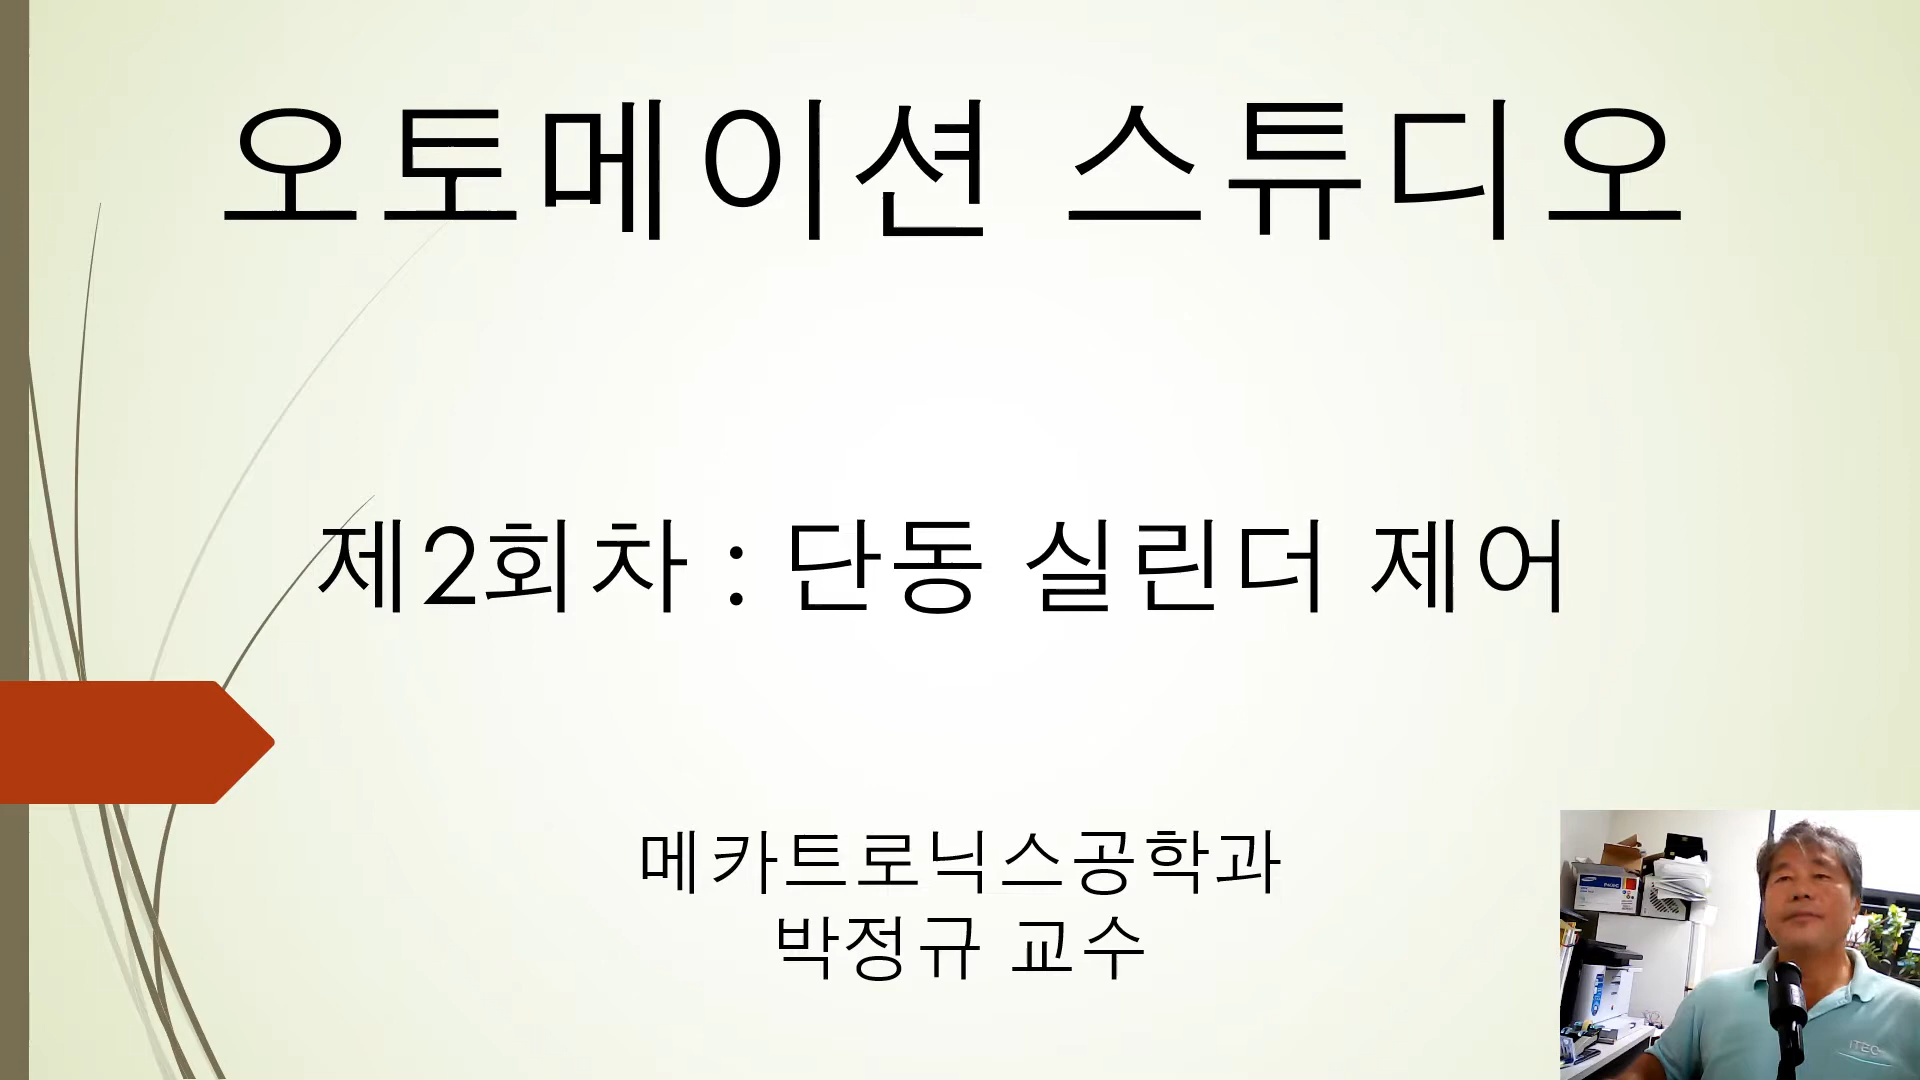 오토메이션 스튜디오
제2회차 : 단동 실린더 제어
메카트로닉스공학과
박정규 교수